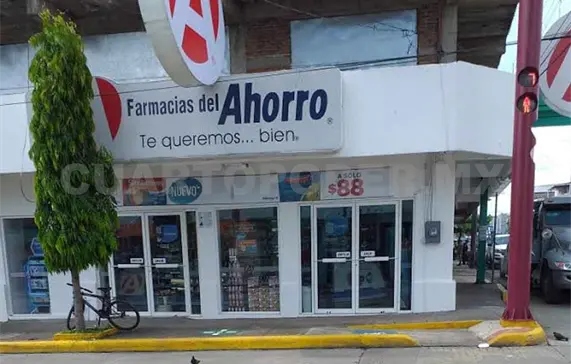 Farmacias del Ahorro®
Te queremos... bien®
CUARTOPODER.MX
NUEVO
A SOLO
$88